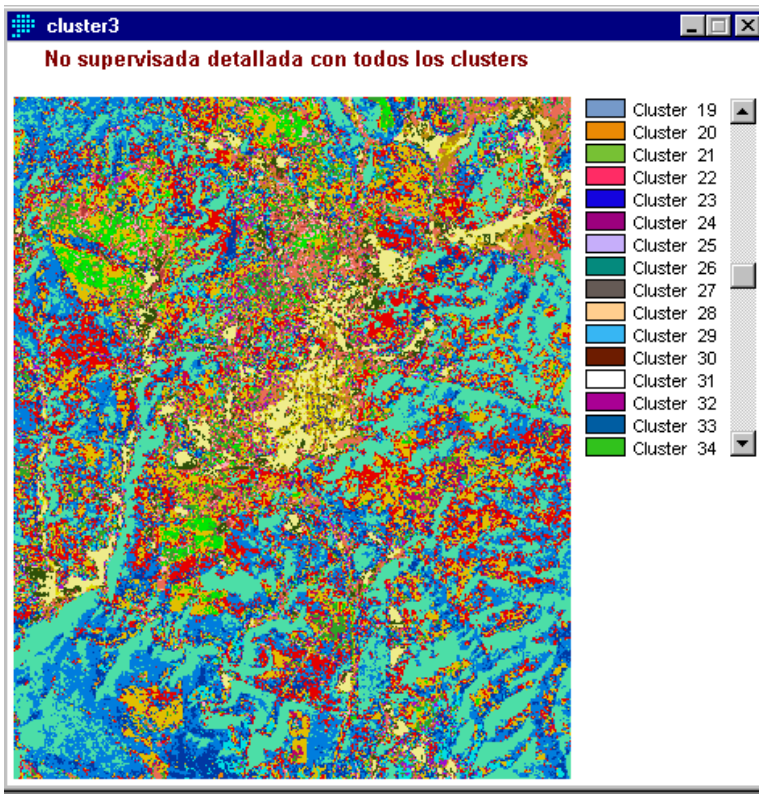 cluster3
No supervisada detallada con todos los clusters
Cluster 19
Cluster 20
Cluster 21
Cluster 22
Cluster 23
Cluster 24
Cluster 25
Cluster 26
Cluster 27
Cluster 28
Cluster 29
Cluster 30
Cluster 31
Cluster 32
Cluster 33
Cluster 34